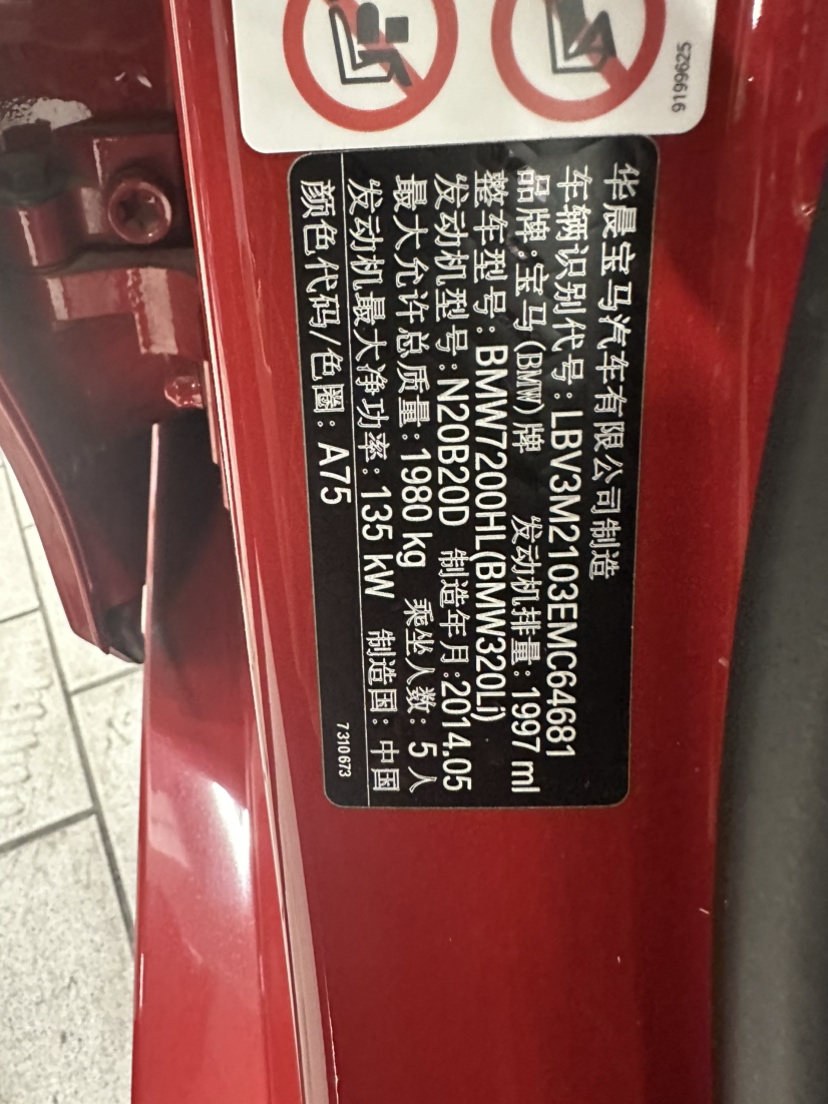 9199625
华晨宝马汽车有限公司制造
车辆识别代号:LBV3M2103EMC64681
品牌:宝马(BMW)牌 发动机排量:1997 ml
整车型号:BMW7200HL(BMW320Li)
发动机型号:N20B20D 制造年月:2014.05
最大允许总质量:1980 kg 乘坐人数: 5 人
发动机最大净功率: 135 kW 制造国: 中国
颜色代码/色圈: A75
7310673